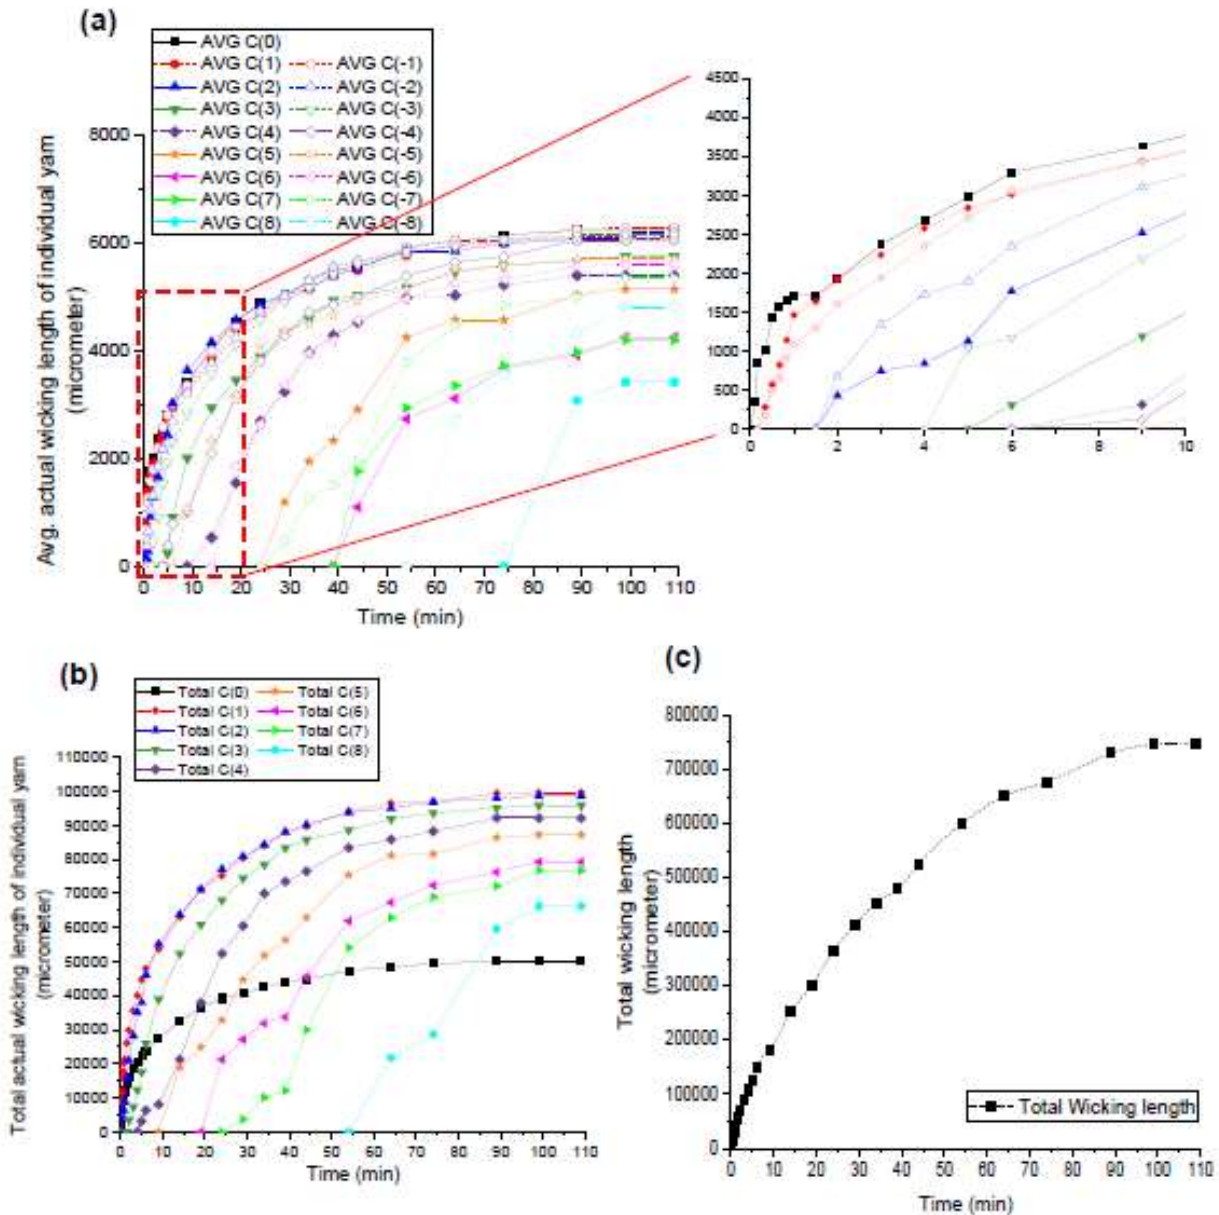 (a)
AVG C(0)
AVG C(1) AVG C(-1)
AVG C(2) AVG C(-2)
AVG C(3) AVG C(-3)
AVG C(4) AVG C(-4)
AVG C(5) AVG C(-5)
AVG C(6) AVG C(-6)
AVG C(7) AVG C(-7)
AVG C(8) AVG C(-8)
Avg. actual wicking length of individual yarn
(micrometer)
8000
6000
4000
2000
0
0 10 20 30 40 50 60 70 80 90 100 110
Time (min)
4500
4000
3500
3000
2500
2000
1500
1000
500
0
0 2 4 6 8 10
(b)
Total C(0) Total C(5)
Total C(1) Total C(6)
Total C(2) Total C(7)
Total C(3) Total C(8)
Total C(4)
Total actual wicking length of individual yarn
(micrometer)
110000
100000
90000
80000
70000
60000
50000
40000
30000
20000
10000
0
0 10 20 30 40 50 60 70 80 90 100 110
Time (min)
(c)
Total wicking length
(micrometer)
800000
700000
600000
500000
400000
300000
200000
100000
0
Total Wicking length
0 10 20 30 40 50 60 70 80 90 100 110
Time (min)